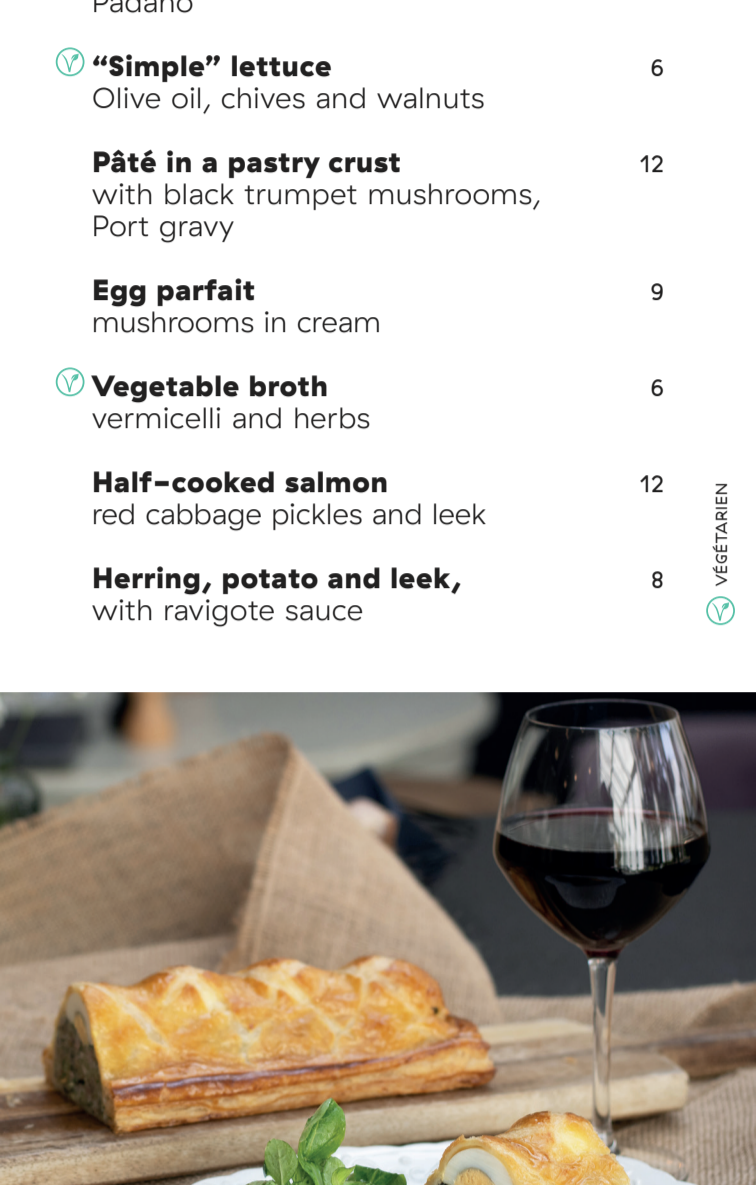 Padano
“Simple” lettuce 6
Olive oil, chives and walnuts
Pâté in a pastry crust 12
with black trumpet mushrooms,
Port gravy
Egg parfait 9
mushrooms in cream
Vegetable broth 6
vermicelli and herbs
Half-cooked salmon 12
red cabbage pickles and leek
Herring, potato and leek, 8
with ravigote sauce
VÉGÉTARIEN